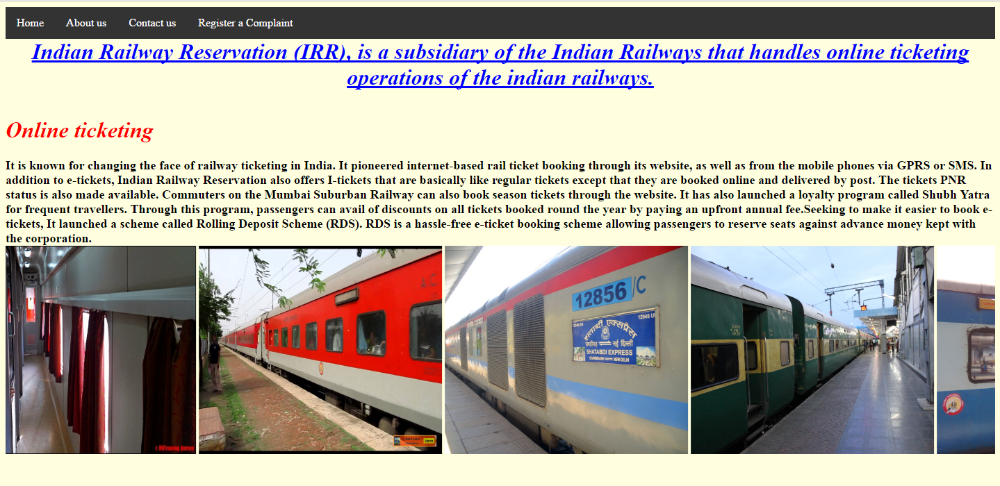 Home About us Contact us Register a Complaint
Indian Railway Reservation (IRR), is a subsidiary of the Indian Railways that handles online ticketing
operations of the indian railways.
Online ticketing
It is known for changing the face of railway ticketing in India. It pioneered internet-based rail ticket booking through its website, as well as from the mobile phones via GPRS or SMS. In
addition to e-tickets, Indian Railway Reservation also offers I-tickets that are basically like regular tickets except that they are booked online and delivered by post. The tickets PNR
status is also made available. Commuters on the Mumbai Suburban Railway can also book season tickets through the website. It has also launched a loyalty program called Shubh Yatra
for frequent travellers. Through this program, passengers can avail of discounts on all tickets booked round the year by paying an upfront annual fee.Seeking to make it easier to book e-
tickets, It launched a scheme called Rolling Deposit Scheme (RDS). RDS is a hassle-free e-ticket booking scheme allowing passengers to reserve seats against advance money kept with
the corporation.
12856/C
12045 U
शताब्दी एक्सप्रैस
चण्डीगढ़ नई दिल्ली
SHATABDI EXPRESS
CHANDIGARH NEW DELHI